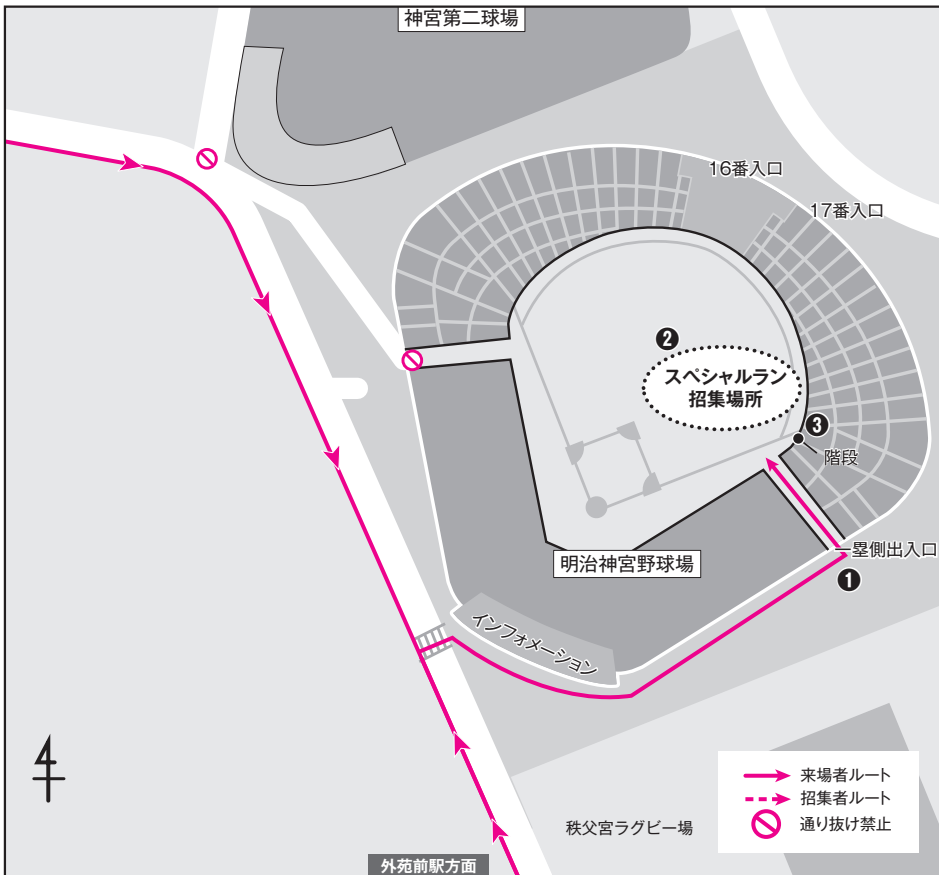 神宮第二球場
16番入口
17番入口
❷
スペシャルラン
招集場所
❸
階段
一塁側出入口
❶
明治神宮野球場
インフォメーション
来場者ルート
招集者ルート
通り抜け禁止
秩父宮ラグビー場
外苑前駅方面